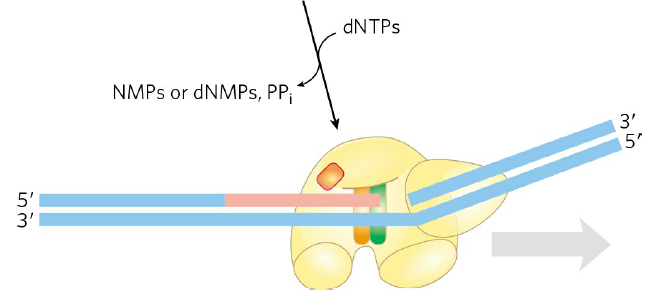 dNTPs
NMPs or dNMPs, PPi
3′
5′
5′
3′